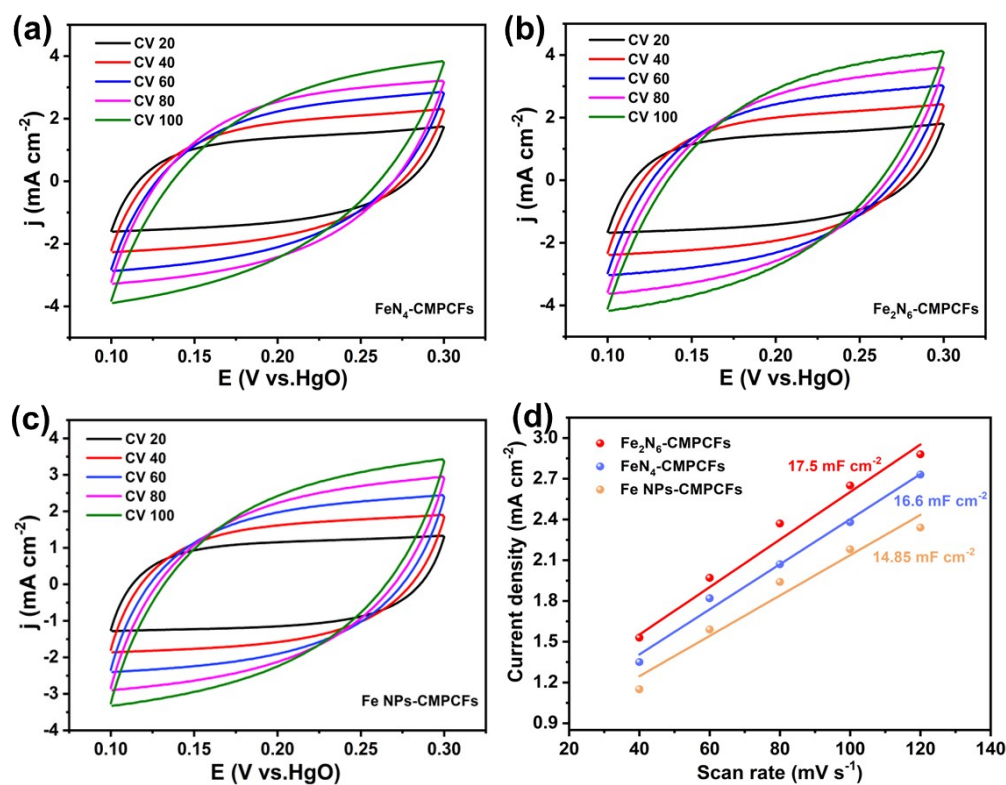 (a)
CV 20
CV 40
CV 60
CV 80
CV 100
4
2
0
-2
-4
j (mA cm⁻²)
FeN₄-CMPCFs
0.10 0.15 0.20 0.25 0.30
E (V vs.HgO)
(b)
CV 20
CV 40
CV 60
CV 80
CV 100
4
2
0
-2
-4
j (mA cm⁻²)
Fe₂N₆-CMPCFs
0.10 0.15 0.20 0.25 0.30
E (V vs.HgO)
(c)
CV 20
CV 40
CV 60
CV 80
CV 100
4
3
2
1
0
-1
-2
-3
-4
j (mA cm⁻²)
Fe NPs-CMPCFs
0.10 0.15 0.20 0.25 0.30
E (V vs.HgO)
(d)
Fe₂N₆-CMPCFs
FeN₄-CMPCFs
Fe NPs-CMPCFs
17.5 mF cm⁻²
16.6 mF cm⁻²
14.85 mF cm⁻²
3.0
2.7
2.4
2.1
1.8
1.5
1.2
0.9
Current density (mA cm⁻²)
20 40 60 80 100 120 140
Scan rate (mV s⁻¹)